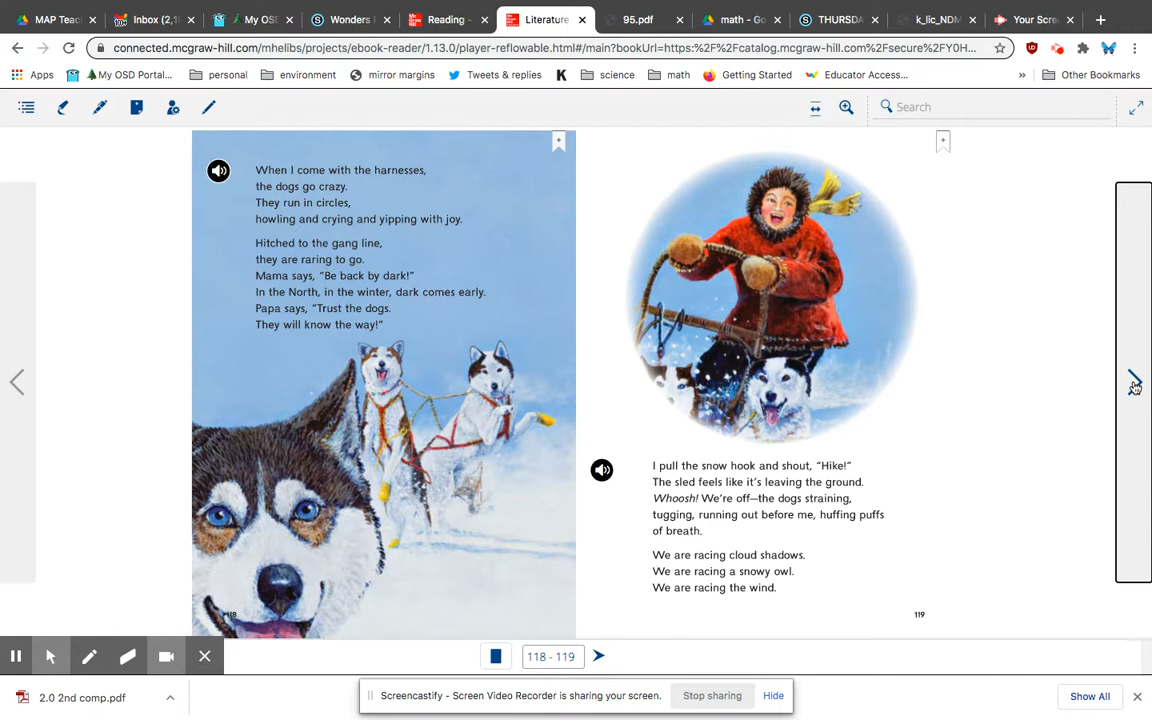 MAP Teac
Inbox (2,1
My OS
Wonders
Reading -
Literature
95.pdf
math - Go
THURSDA
k_lic_NDM
Your Scre
connected.mcgraw-hill.com/mhelibs/projects/ebook-reader/1.13.0/player-reflowable.html#/main?bookUrl=https:%2F%2Fcatalog.mcgraw-hill.com%2Fsecure%2FY0H...
Apps
My OSD Portal...
personal
environment
mirror margins
Tweets & replies
science
math
Getting Started
Educator Access...
»
Other Bookmarks
Search
When I come with the harnesses,
the dogs go crazy.
They run in circles,
howling and crying and yipping with joy.
Hitched to the gang line,
they are raring to go.
Mama says, “Be back by dark!”
In the North, in the winter, dark comes early.
Papa says, “Trust the dogs.
They will know the way!”
118
I pull the snow hook and shout, “Hike!”
The sled feels like it’s leaving the ground.
Whoosh! We’re off—the dogs straining,
tugging, running out before me, huffing puffs
of breath.
We are racing cloud shadows.
We are racing a snowy owl.
We are racing the wind.
119
118 - 119
2.0 2nd comp.pdf
Screencastify - Screen Video Recorder is sharing your screen.
Stop sharing
Hide
Show All